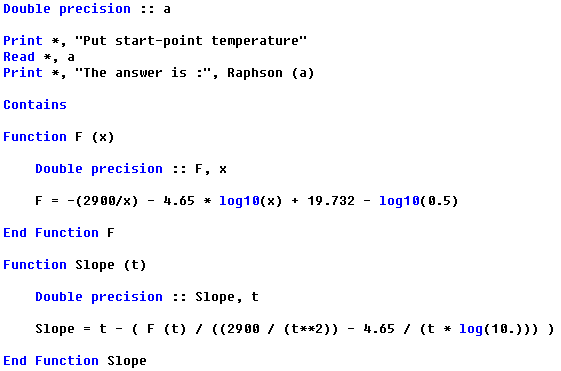 Double precision :: a
Print *, "Put start-point temperature"
Read *, a
Print *, "The answer is :", Raphson (a)
Contains
Function F (x)
Double precision :: F, x
F = -(2900/x) - 4.65 * log10(x) + 19.732 - log10(0.5)
End Function F
Function Slope (t)
Double precision :: Slope, t
Slope = t - ( F (t) / ((2900 / (t**2)) - 4.65 / (t * log(10.))) )
End Function Slope